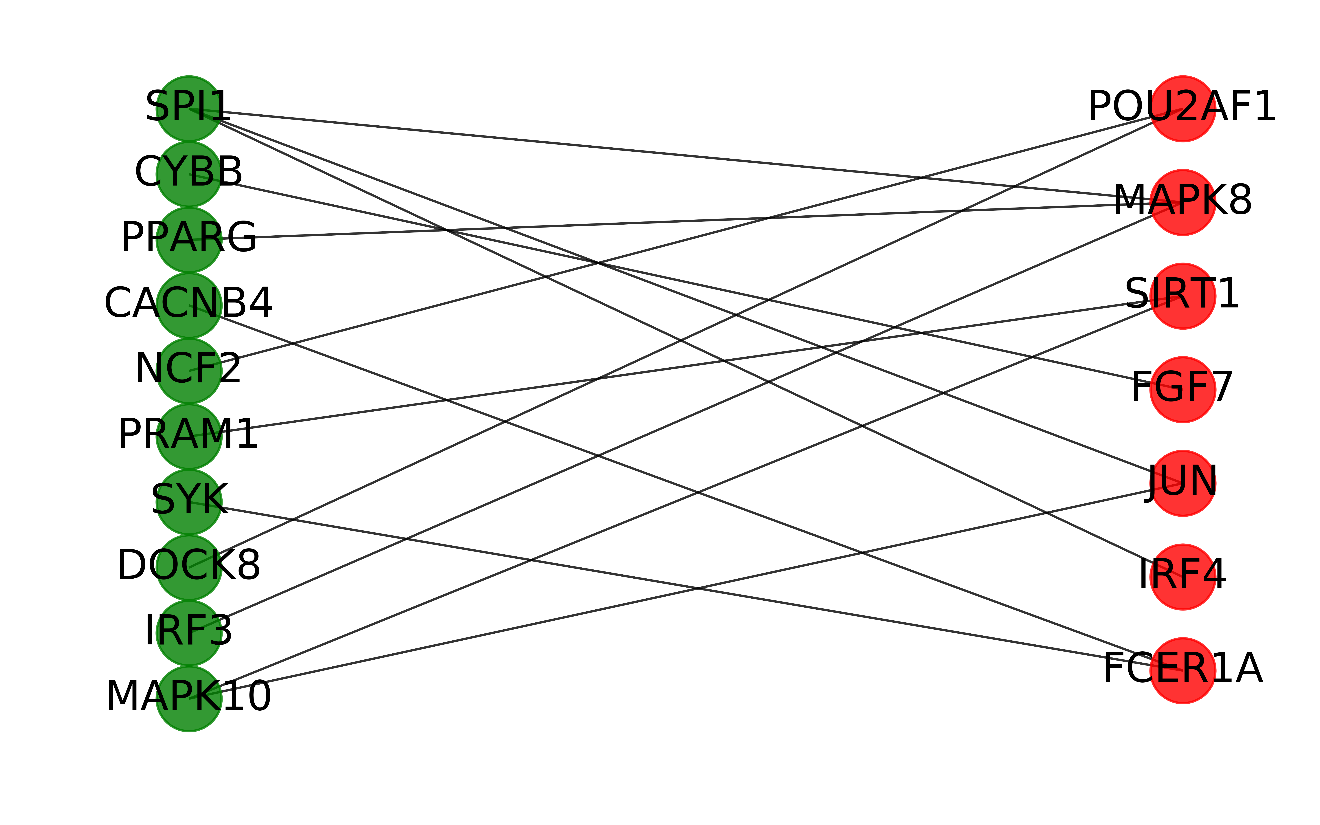 SPI1
CYBB
PPARG
CACNB4
NCF2
PRAM1
SYK
DOCK8
IRF3
MAPK10
POU2AF1
MAPK8
SIRT1
FGF7
JUN
IRF4
FCER1A